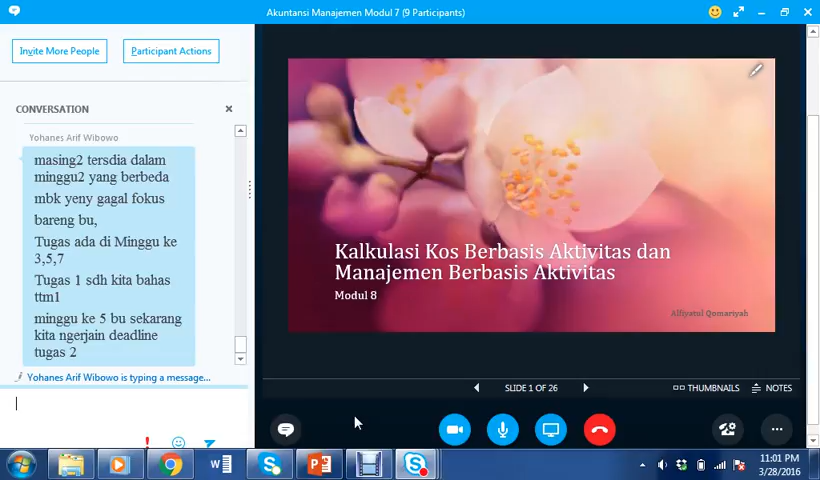 Akuntansi Manajemen Modul 7 (9 Participants)
Invite More People
Participant Actions
CONVERSATION
Yohanes Arif Wibowo
masing2 tersdia dalam
minggu2 yang berbeda
mbk yeny gagal fokus
bareng bu,
Tugas ada di Minggu ke
3,5,7
Tugas 1 sdh kita bahas
ttm1
minggu ke 5 bu sekarang
kita ngerjain deadline
tugas 2
Yohanes Arif Wibowo is typing a message...
Kalkulasi Kos Berbasis Aktivitas dan
Manajemen Berbasis Aktivitas
Modul 8
Alfiyatul Qomariyah
SLIDE 1 OF 26
THUMBNAILS
NOTES
11:01 PM
3/28/2016